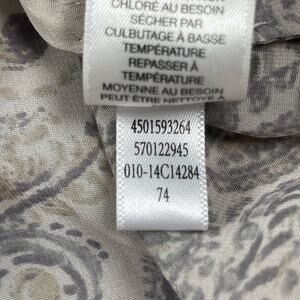 CHLORÉ AU BESOIN
SÉCHER PAR
CULBUTAGE À BASSE
TEMPÉRATURE
REPASSER À
TEMPÉRATURE
MOYENNE AU BESOIN
PEUT ÊTRE NETTOYÉ À
4501593264
570122945
010-14C14284
74